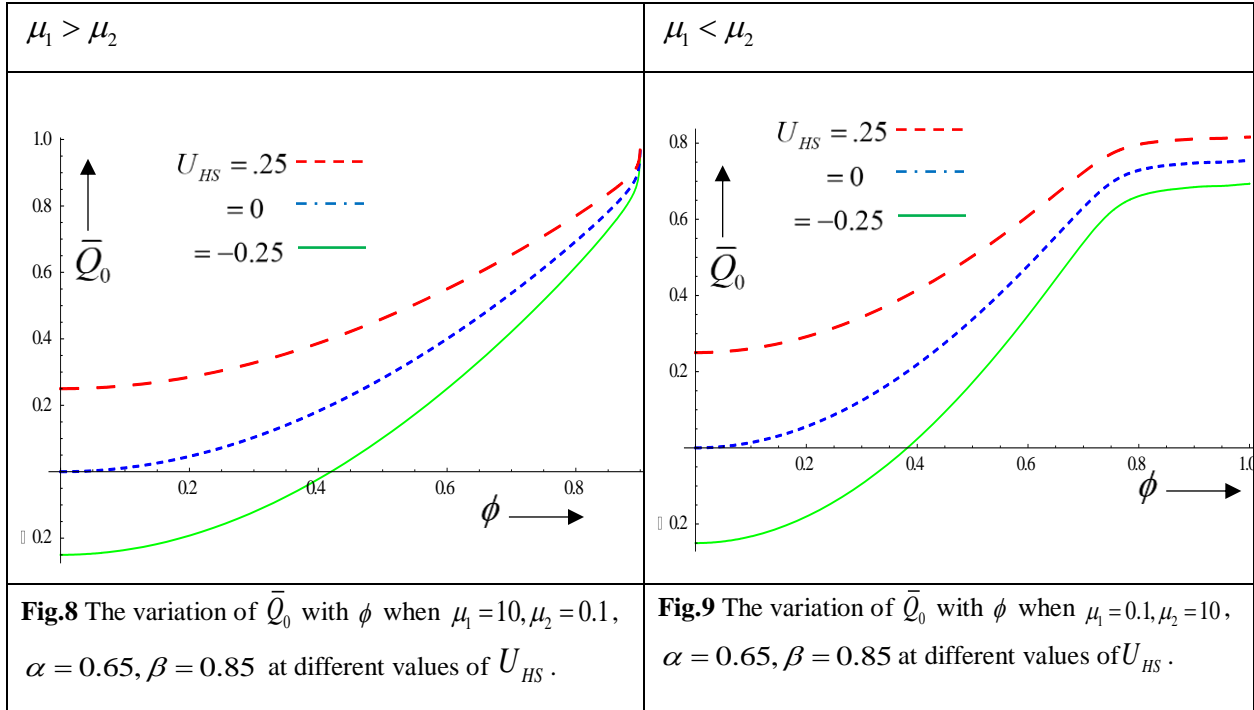 μ₁ > μ₂
μ₁ < μ₂
1.0
0.8
0.6
0.4
0.2
0.2
U_HS = .25
= 0
= −0.25
Q̄₀
0.2
0.4
0.6
0.8
ϕ
0.8
0.6
0.4
0.2
0.2
U_HS = .25
= 0
= −0.25
Q̄₀
0.2
0.4
0.6
0.8
1.0
ϕ
Fig.8 The variation of Q̄₀ with ϕ when μ₁ = 10, μ₂ = 0.1,
α = 0.65, β = 0.85 at different values of U_HS.
Fig.9 The variation of Q̄₀ with ϕ when μ₁ = 0.1, μ₂ = 10,
α = 0.65, β = 0.85 at different values of U_HS.